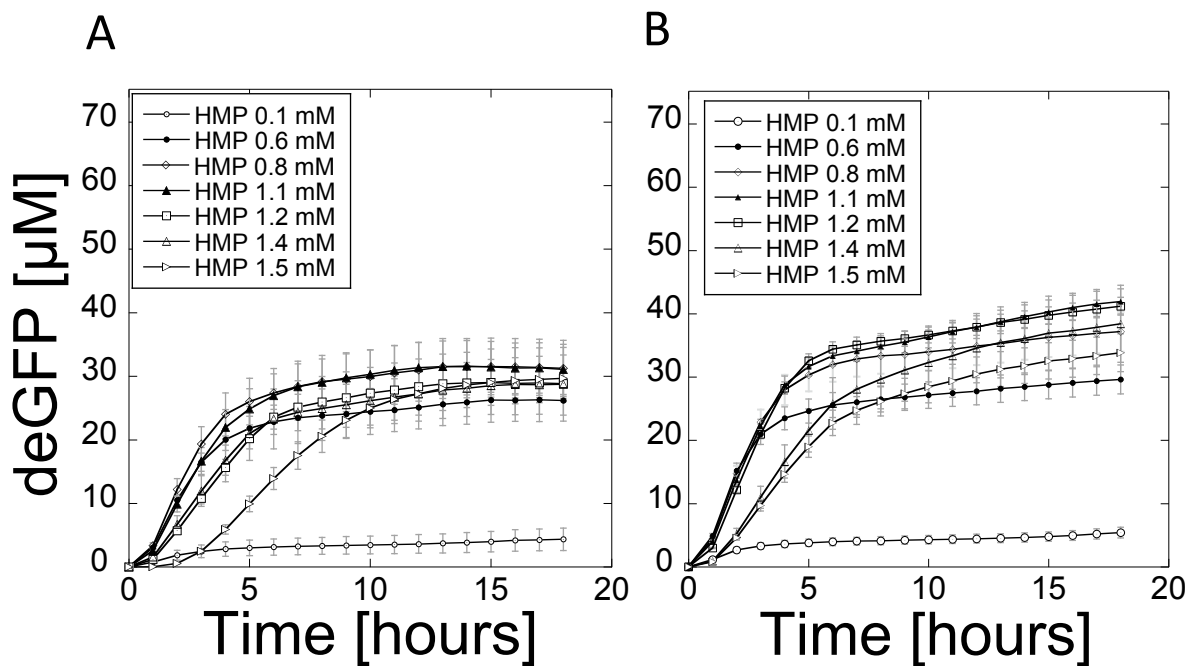 A
B
deGFP [µM]
70
60
50
40
30
20
10
0
HMP 0.1 mM
HMP 0.6 mM
HMP 0.8 mM
HMP 1.1 mM
HMP 1.2 mM
HMP 1.4 mM
HMP 1.5 mM
0
5
10
15
20
Time [hours]
70
60
50
40
30
20
10
0
HMP 0.1 mM
HMP 0.6 mM
HMP 0.8 mM
HMP 1.1 mM
HMP 1.2 mM
HMP 1.4 mM
HMP 1.5 mM
0
5
10
15
20
Time [hours]